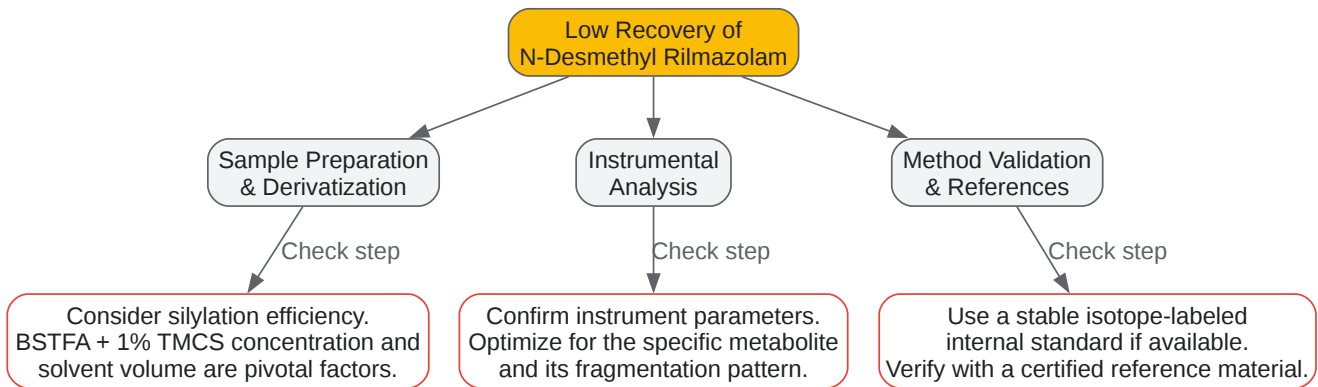 Low Recovery of
N-Desmethyl Rilmazolam
Sample Preparation
& Derivatization
Instrumental
Analysis
Method Validation
& References
Check step
Check step
Check step
Consider silylation efficiency.
BSTFA + 1% TMCS concentration and
solvent volume are pivotal factors.
Confirm instrument parameters.
Optimize for the specific metabolite
and its fragmentation pattern.
Use a stable isotope-labeled
internal standard if available.
Verify with a certified reference material.